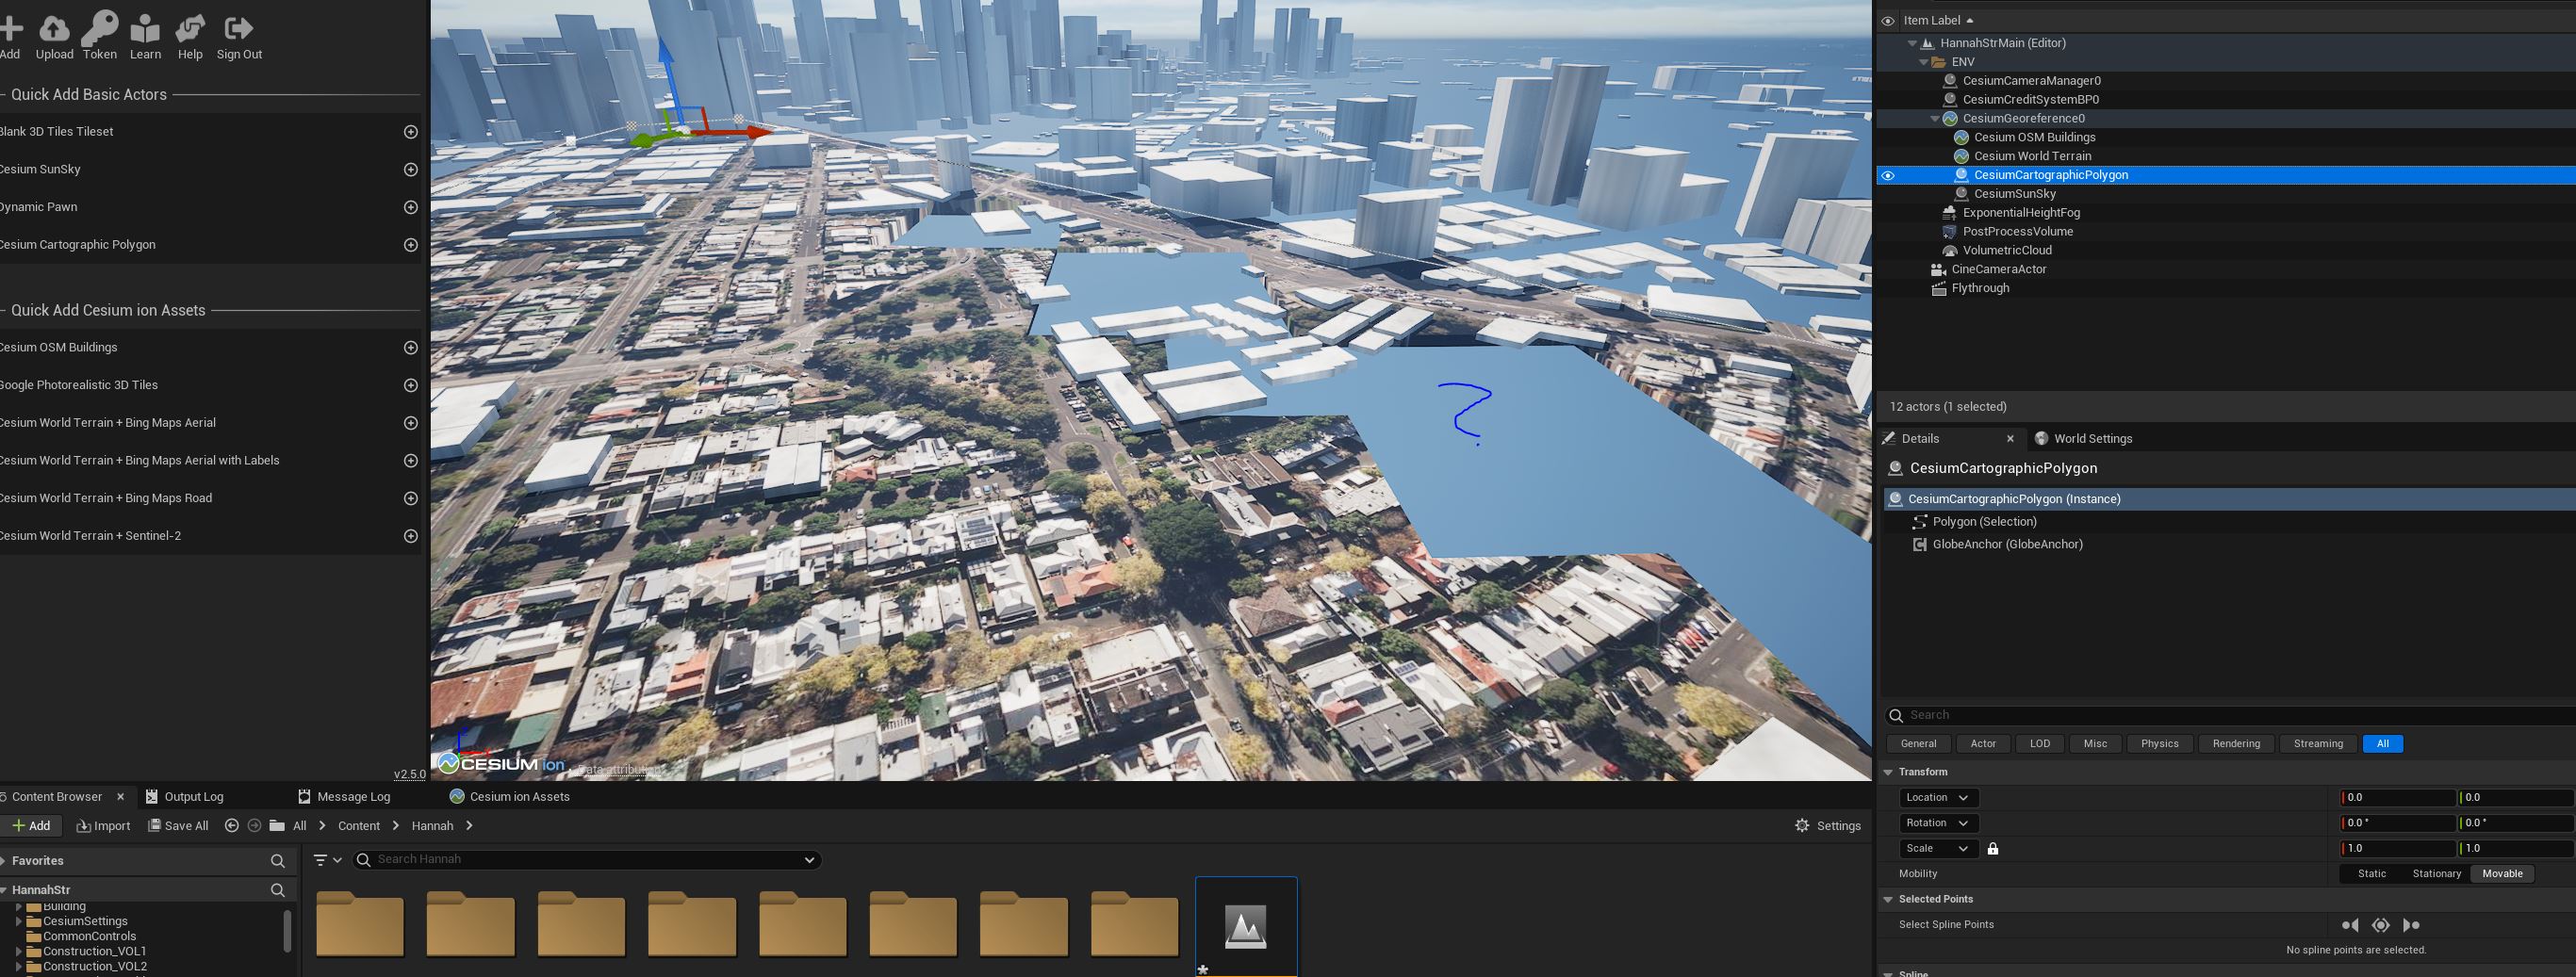 Add Upload Token Learn Help Sign Out
Quick Add Basic Actors
Blank 3D Tiles Tileset
Cesium SunSky
Dynamic Pawn
Cesium Cartographic Polygon
Quick Add Cesium ion Assets
Cesium OSM Buildings
Google Photorealistic 3D Tiles
Cesium World Terrain + Bing Maps Aerial
Cesium World Terrain + Bing Maps Aerial with Labels
Cesium World Terrain + Bing Maps Road
Cesium World Terrain + Sentinel-2
v2.5.0
?
CESIUM ion Data attribution
Item Label
HannahStrMain (Editor)
ENV
CesiumCameraManager0
CesiumCreditSystemBP0
CesiumGeoreference0
Cesium OSM Buildings
Cesium World Terrain
CesiumCartographicPolygon
CesiumSunSky
ExponentialHeightFog
PostProcessVolume
VolumetricCloud
CineCameraActor
Flythrough
12 actors (1 selected)
Details World Settings
CesiumCartographicPolygon
CesiumCartographicPolygon (Instance)
Polygon (Selection)
GlobeAnchor (GlobeAnchor)
Search
General Actor LOD Misc Physics Rendering Streaming All
Transform
Location 0.0 0.0
Rotation 0.0 ° 0.0 °
Scale 1.0 1.0
Mobility Static Stationary Movable
Selected Points
Select Spline Points
No spline points are selected.
Spline
Content Browser Output Log Message Log Cesium ion Assets
Add Import Save All All Content Hannah Settings
Favorites Search Hannah
HannahStr
Building
CesiumSettings
CommonControls
Construction_VOL1
Construction_VOL2